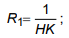 R₁= 1/HK ;